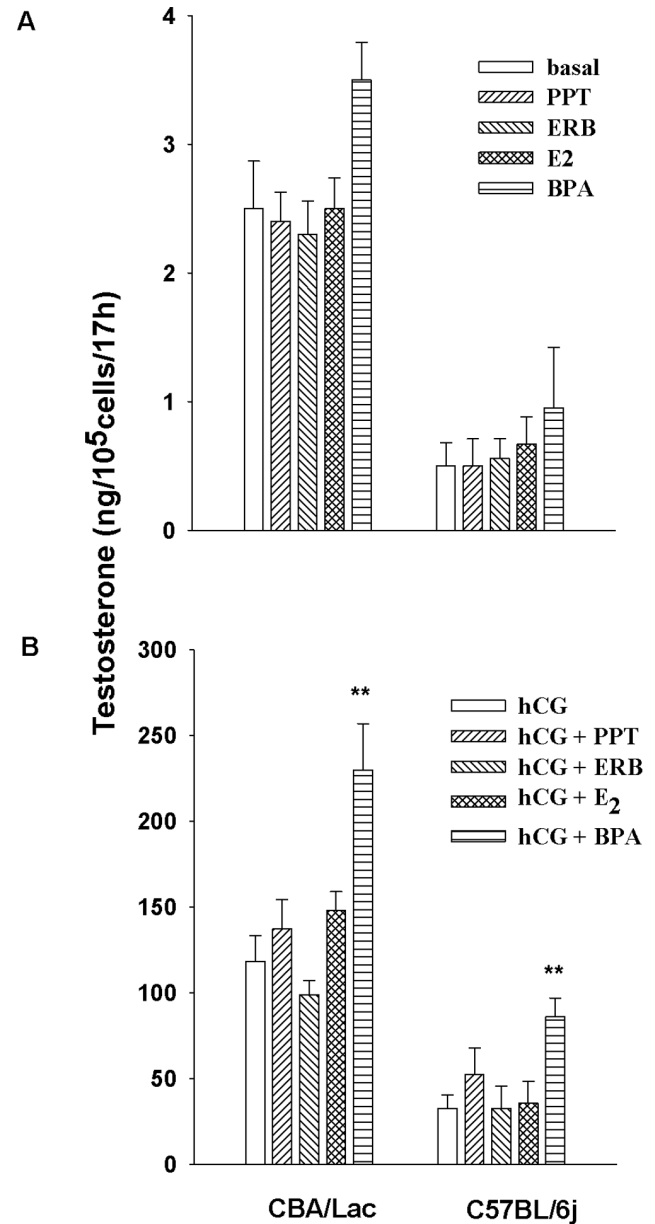 A
Testosterone (ng/10⁵cells/17h)
4
3
2
1
0
basal
PPT
ERB
E2
BPA
B
300
250
200
150
100
50
0
**
**
hCG
hCG + PPT
hCG + ERB
hCG + E₂
hCG + BPA
CBA/Lac C57BL/6j